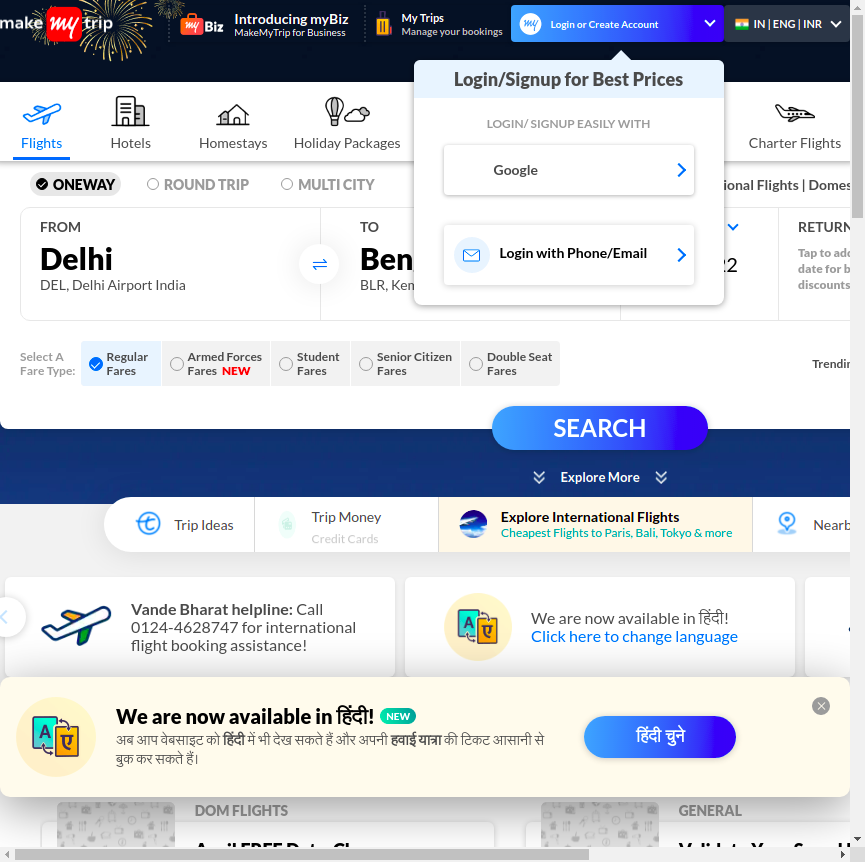 make my trip
my Biz
Introducing myBiz
MakeMyTrip for Business
My Trips
Manage your bookings
my
Login or Create Account
IN | ENG | INR
Login/Signup for Best Prices
LOGIN/ SIGNUP EASILY WITH
Google
Login with Phone/Email
Flights
Hotels
Homestays
Holiday Packages
Charter Flights
ONEWAY
ROUND TRIP
MULTI CITY
ional Flights | Domes
FROM
Delhi
DEL, Delhi Airport India
TO
Ben
BLR, Kem
22
RETURN
Tap to add
date for b
discounts
Select A
Fare Type:
Regular
Fares
Armed Forces
Fares NEW
Student
Fares
Senior Citizen
Fares
Double Seat
Fares
Trendin
SEARCH
Explore More
Trip Ideas
Trip Money
Credit Cards
Explore International Flights
Cheapest Flights to Paris, Bali, Tokyo & more
Nearb
Vande Bharat helpline: Call
0124-4628747 for international
flight booking assistance!
A ए
We are now available in हिंदी!
Click here to change language
A ए
We are now available in हिंदी! NEW
अब आप वेबसाइट को हिंदी में भी देख सकते हैं और अपनी हवाई यात्रा की टिकट आसानी से
बुक कर सकते हैं।
हिंदी चुने
DOM FLIGHTS
GENERAL